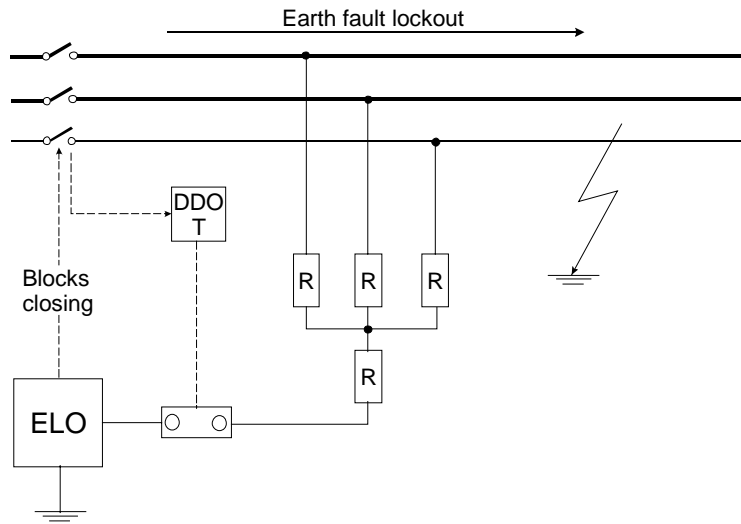 Earth fault lockout
DDO
T
R
R
R
Blocks
closing
R
ELO